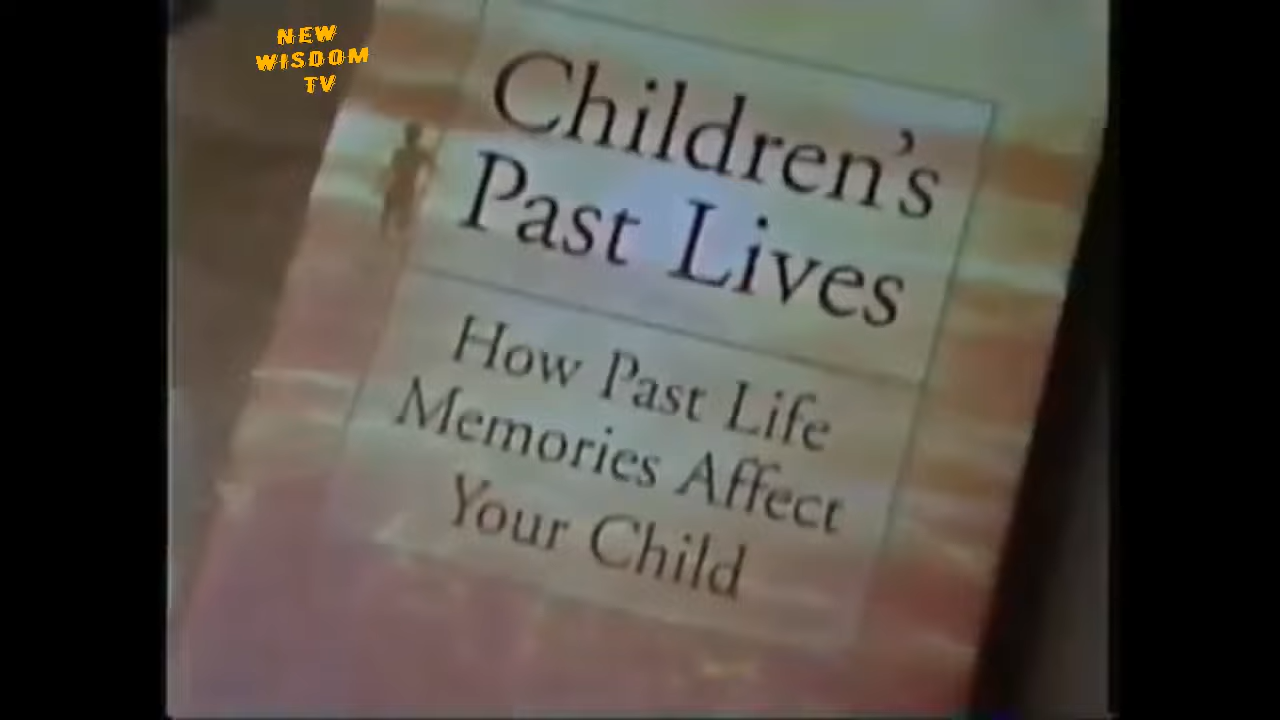 NEW
WISDOM
TV
Children's
Past Lives
How Past Life
Memories Affect
Your Child